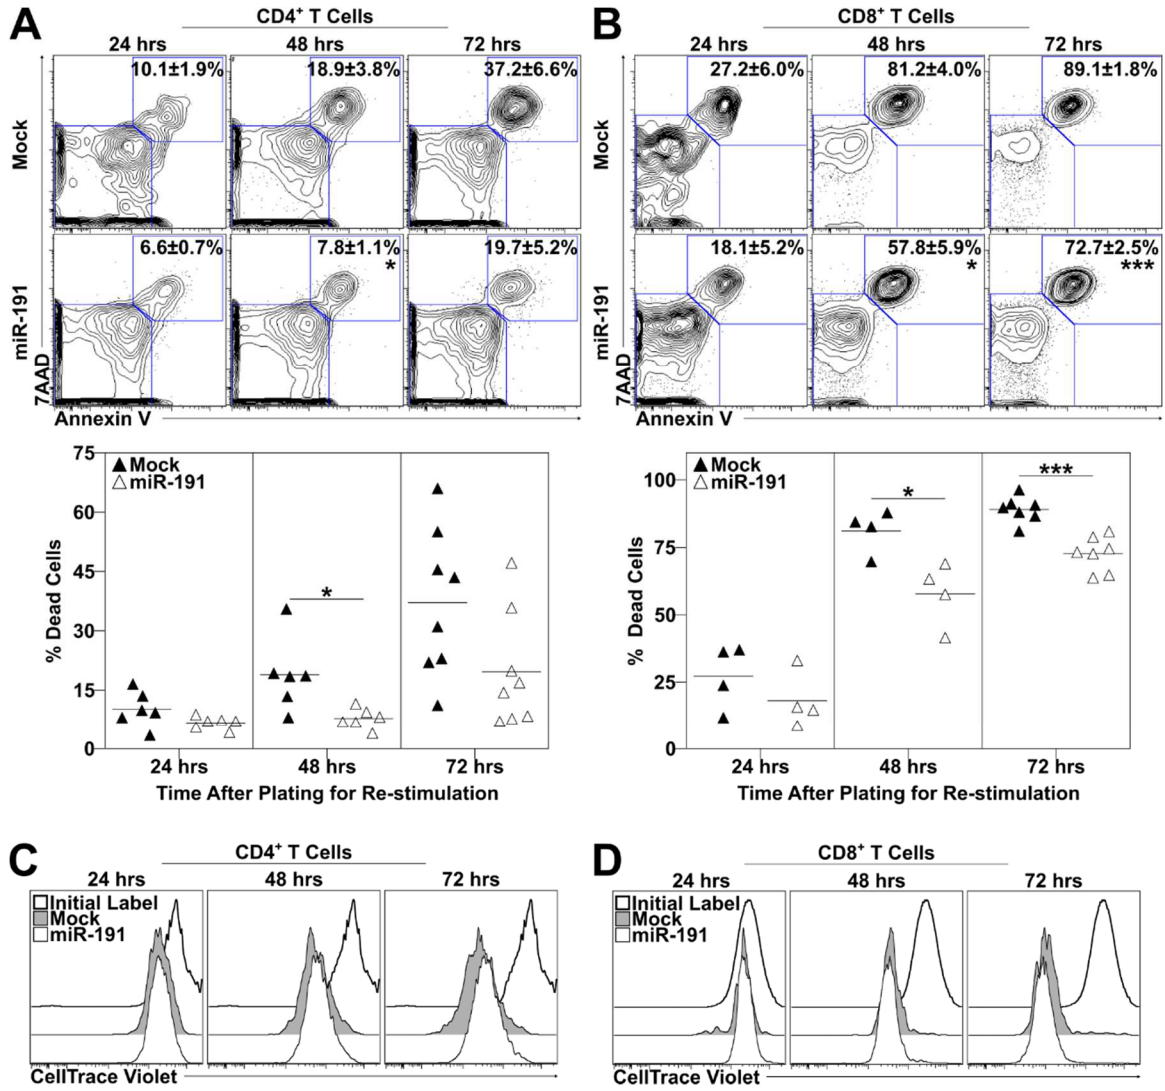 A
CD4+ T Cells
24 hrs 48 hrs 72 hrs
Mock
10.1±1.9% 18.9±3.8% 37.2±6.6%
miR-191
6.6±0.7% 7.8±1.1% 19.7±5.2%
*
7AAD
Annexin V
Mock
miR-191
75
60
45
30
15
0
% Dead Cells
*
24 hrs 48 hrs 72 hrs
Time After Plating for Re-stimulation
B
CD8+ T Cells
24 hrs 48 hrs 72 hrs
Mock
27.2±6.0% 81.2±4.0% 89.1±1.8%
miR-191
18.1±5.2% 57.8±5.9% 72.7±2.5%
* ***
7AAD
Annexin V
Mock
miR-191
100
75
50
25
0
% Dead Cells
* ***
24 hrs 48 hrs 72 hrs
Time After Plating for Re-stimulation
C
CD4+ T Cells
24 hrs 48 hrs 72 hrs
Initial Label
Mock
miR-191
CellTrace Violet
D
CD8+ T Cells
24 hrs 48 hrs 72 hrs
Initial Label
Mock
miR-191
CellTrace Violet